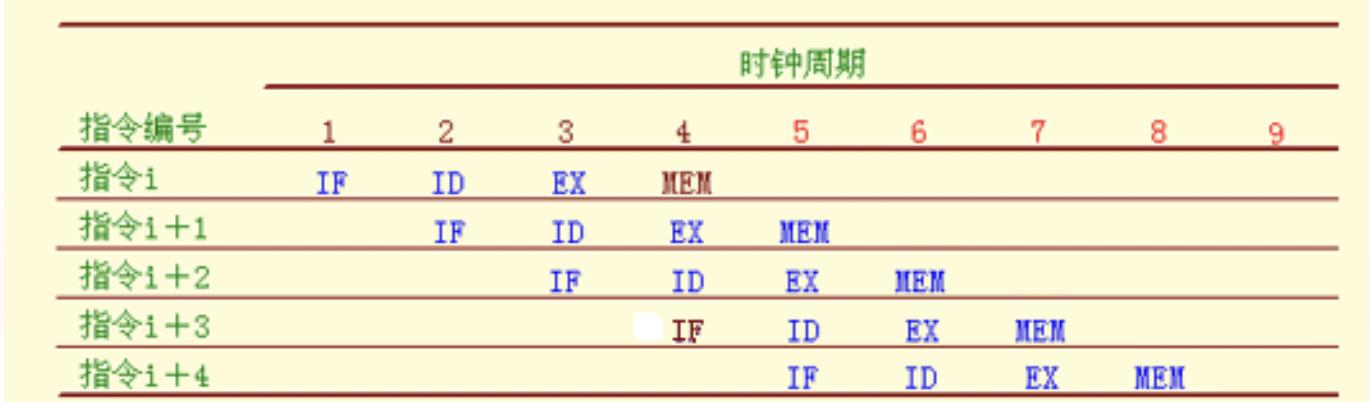 时钟周期
指令编号 1 2 3 4 5 6 7 8 9
指令i IF ID EX MEM
指令i+1 IF ID EX MEM
指令i+2 IF ID EX MEM
指令i+3 IF ID EX MEM
指令i+4 IF ID EX MEM